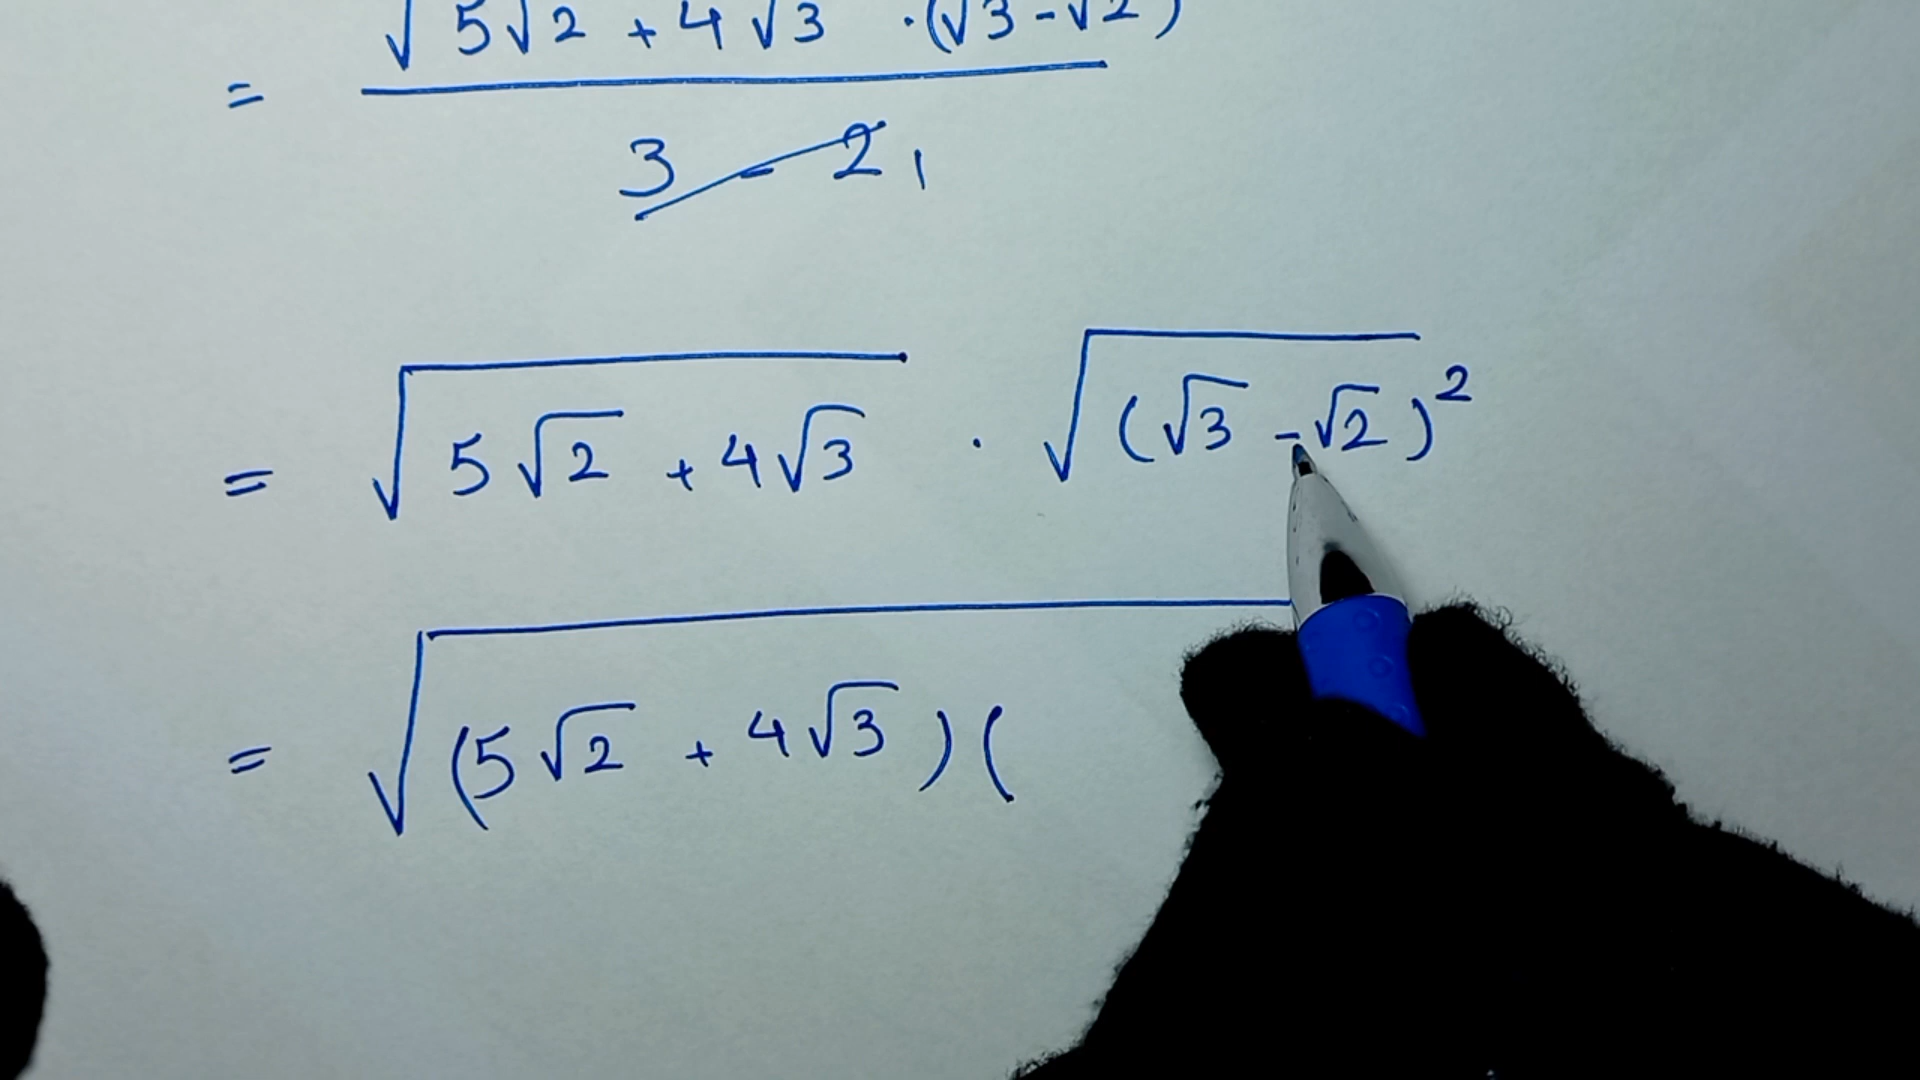 √5√2 + 4√3 · (√3 - √2)
=
3 - 2 1
= √5√2 + 4√3 · √(√3 - √2)²
= √(5√2 + 4√3)(